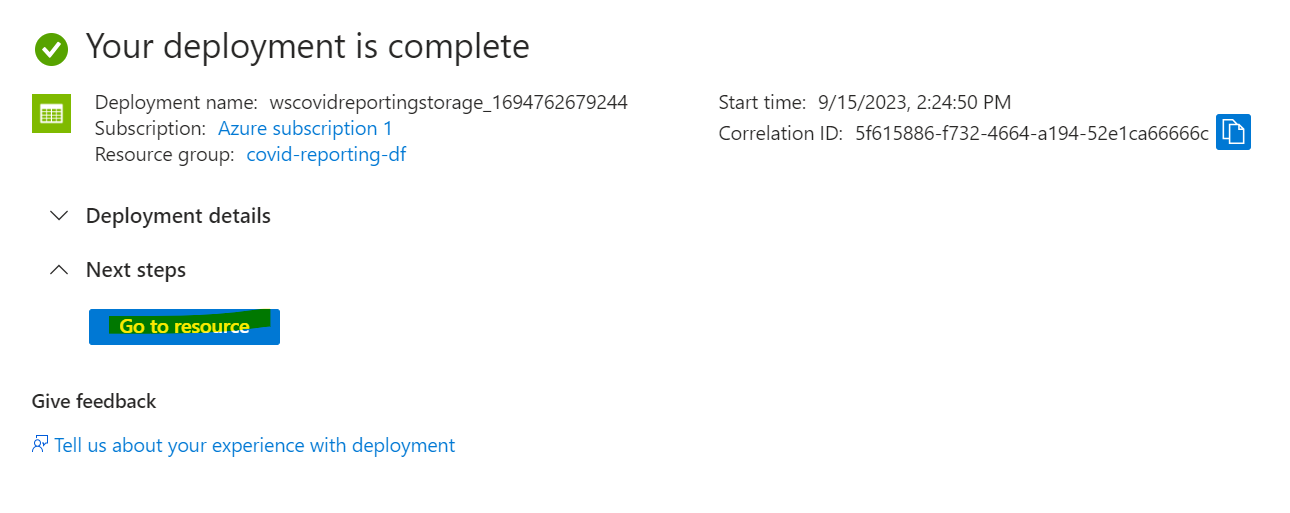 Your deployment is complete
Deployment name: wscovidreportingstorage_1694762679244
Subscription: Azure subscription 1
Resource group: covid-reporting-df
Start time: 9/15/2023, 2:24:50 PM
Correlation ID: 5f615886-f732-4664-a194-52e1ca66666c
Deployment details
Next steps
Go to resource
Give feedback
Tell us about your experience with deployment